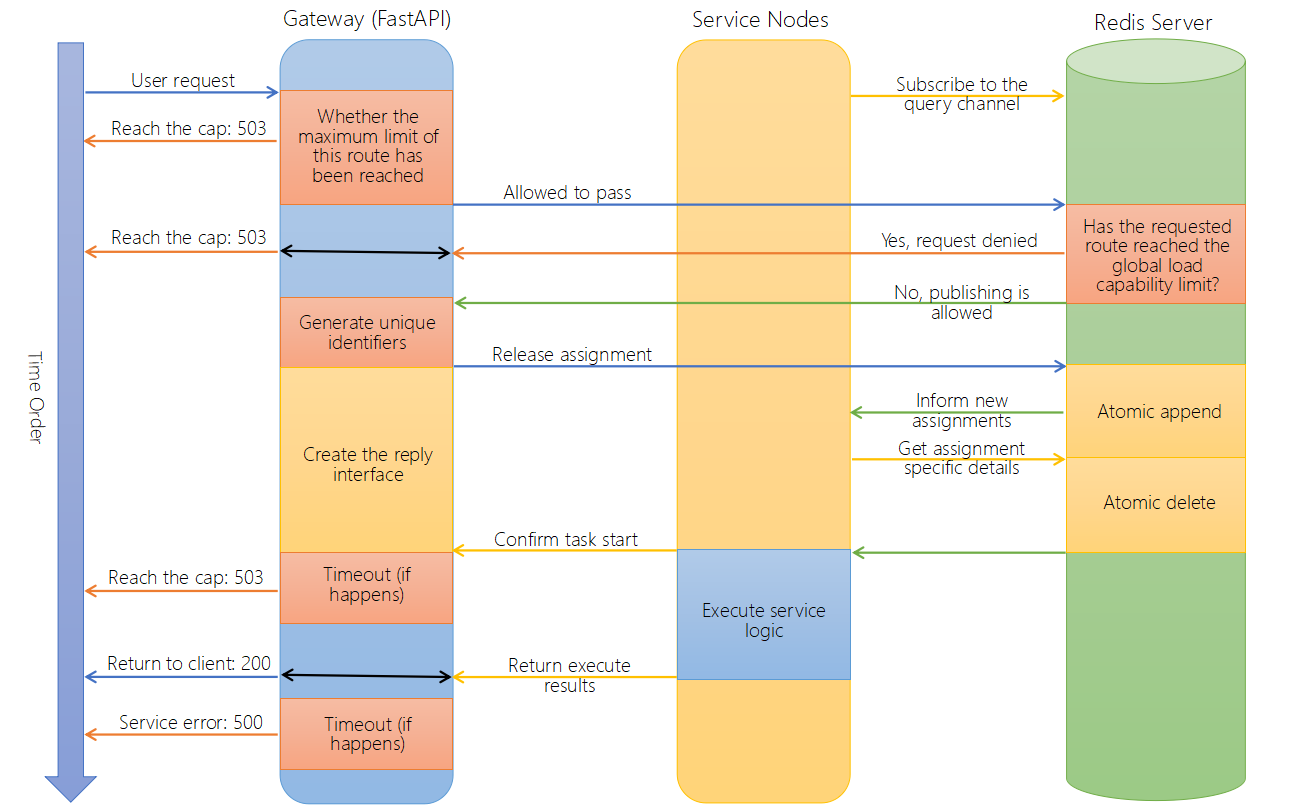 Gateway (FastAPI)
Service Nodes
Redis Server
User request
Subscribe to the
query channel
Whether the
maximum limit of
this route has
been reached
Reach the cap: 503
Allowed to pass
Reach the cap: 503
Yes, request denied
Has the requested
route reached the
global load
capability limit?
No, publishing is
allowed
Generate unique
identifiers
Release assignment
Time Order
Inform new
assignments
Atomic append
Create the reply
interface
Get assignment
specific details
Atomic delete
Confirm task start
Reach the cap: 503
Timeout (if
happens)
Execute service
logic
Return to client: 200
Return execute
results
Service error: 500
Timeout (if
happens)